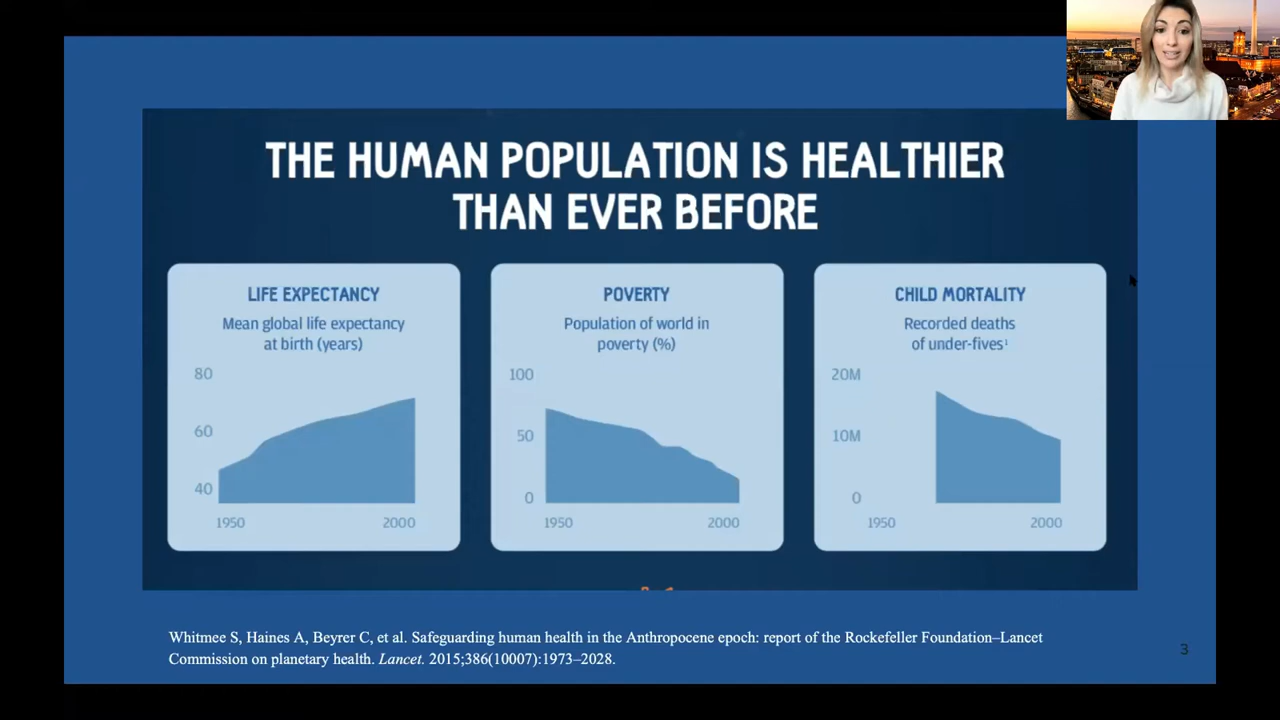 THE HUMAN POPULATION IS HEALTHIER
THAN EVER BEFORE
LIFE EXPECTANCY
Mean global life expectancy
at birth (years)
80
60
40
1950 2000
POVERTY
Population of world in
poverty (%)
100
50
0
1950 2000
CHILD MORTALITY
Recorded deaths
of under-fives¹
20M
10M
0
1950 2000
Whitmee S, Haines A, Beyrer C, et al. Safeguarding human health in the Anthropocene epoch: report of the Rockefeller Foundation–Lancet
Commission on planetary health. Lancet. 2015;386(10007):1973–2028.
3